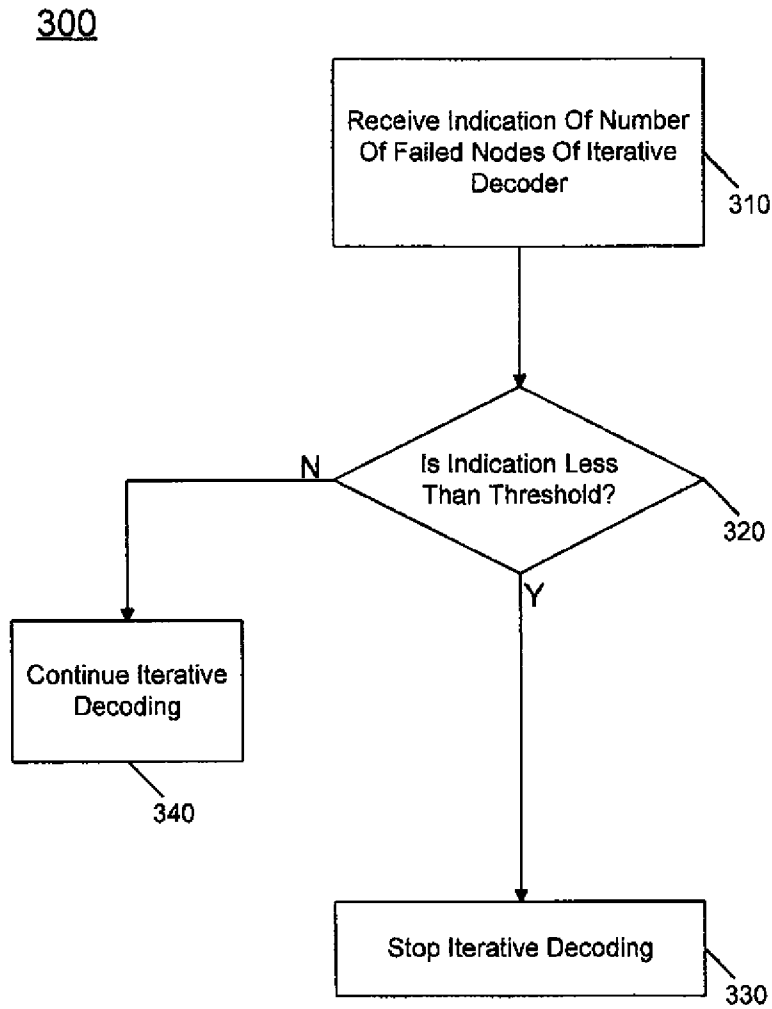 300
Receive Indication Of Number
Of Failed Nodes Of Iterative
Decoder
310
Is Indication Less
Than Threshold?
320
N
Y
Continue Iterative
Decoding
340
Stop Iterative Decoding
330